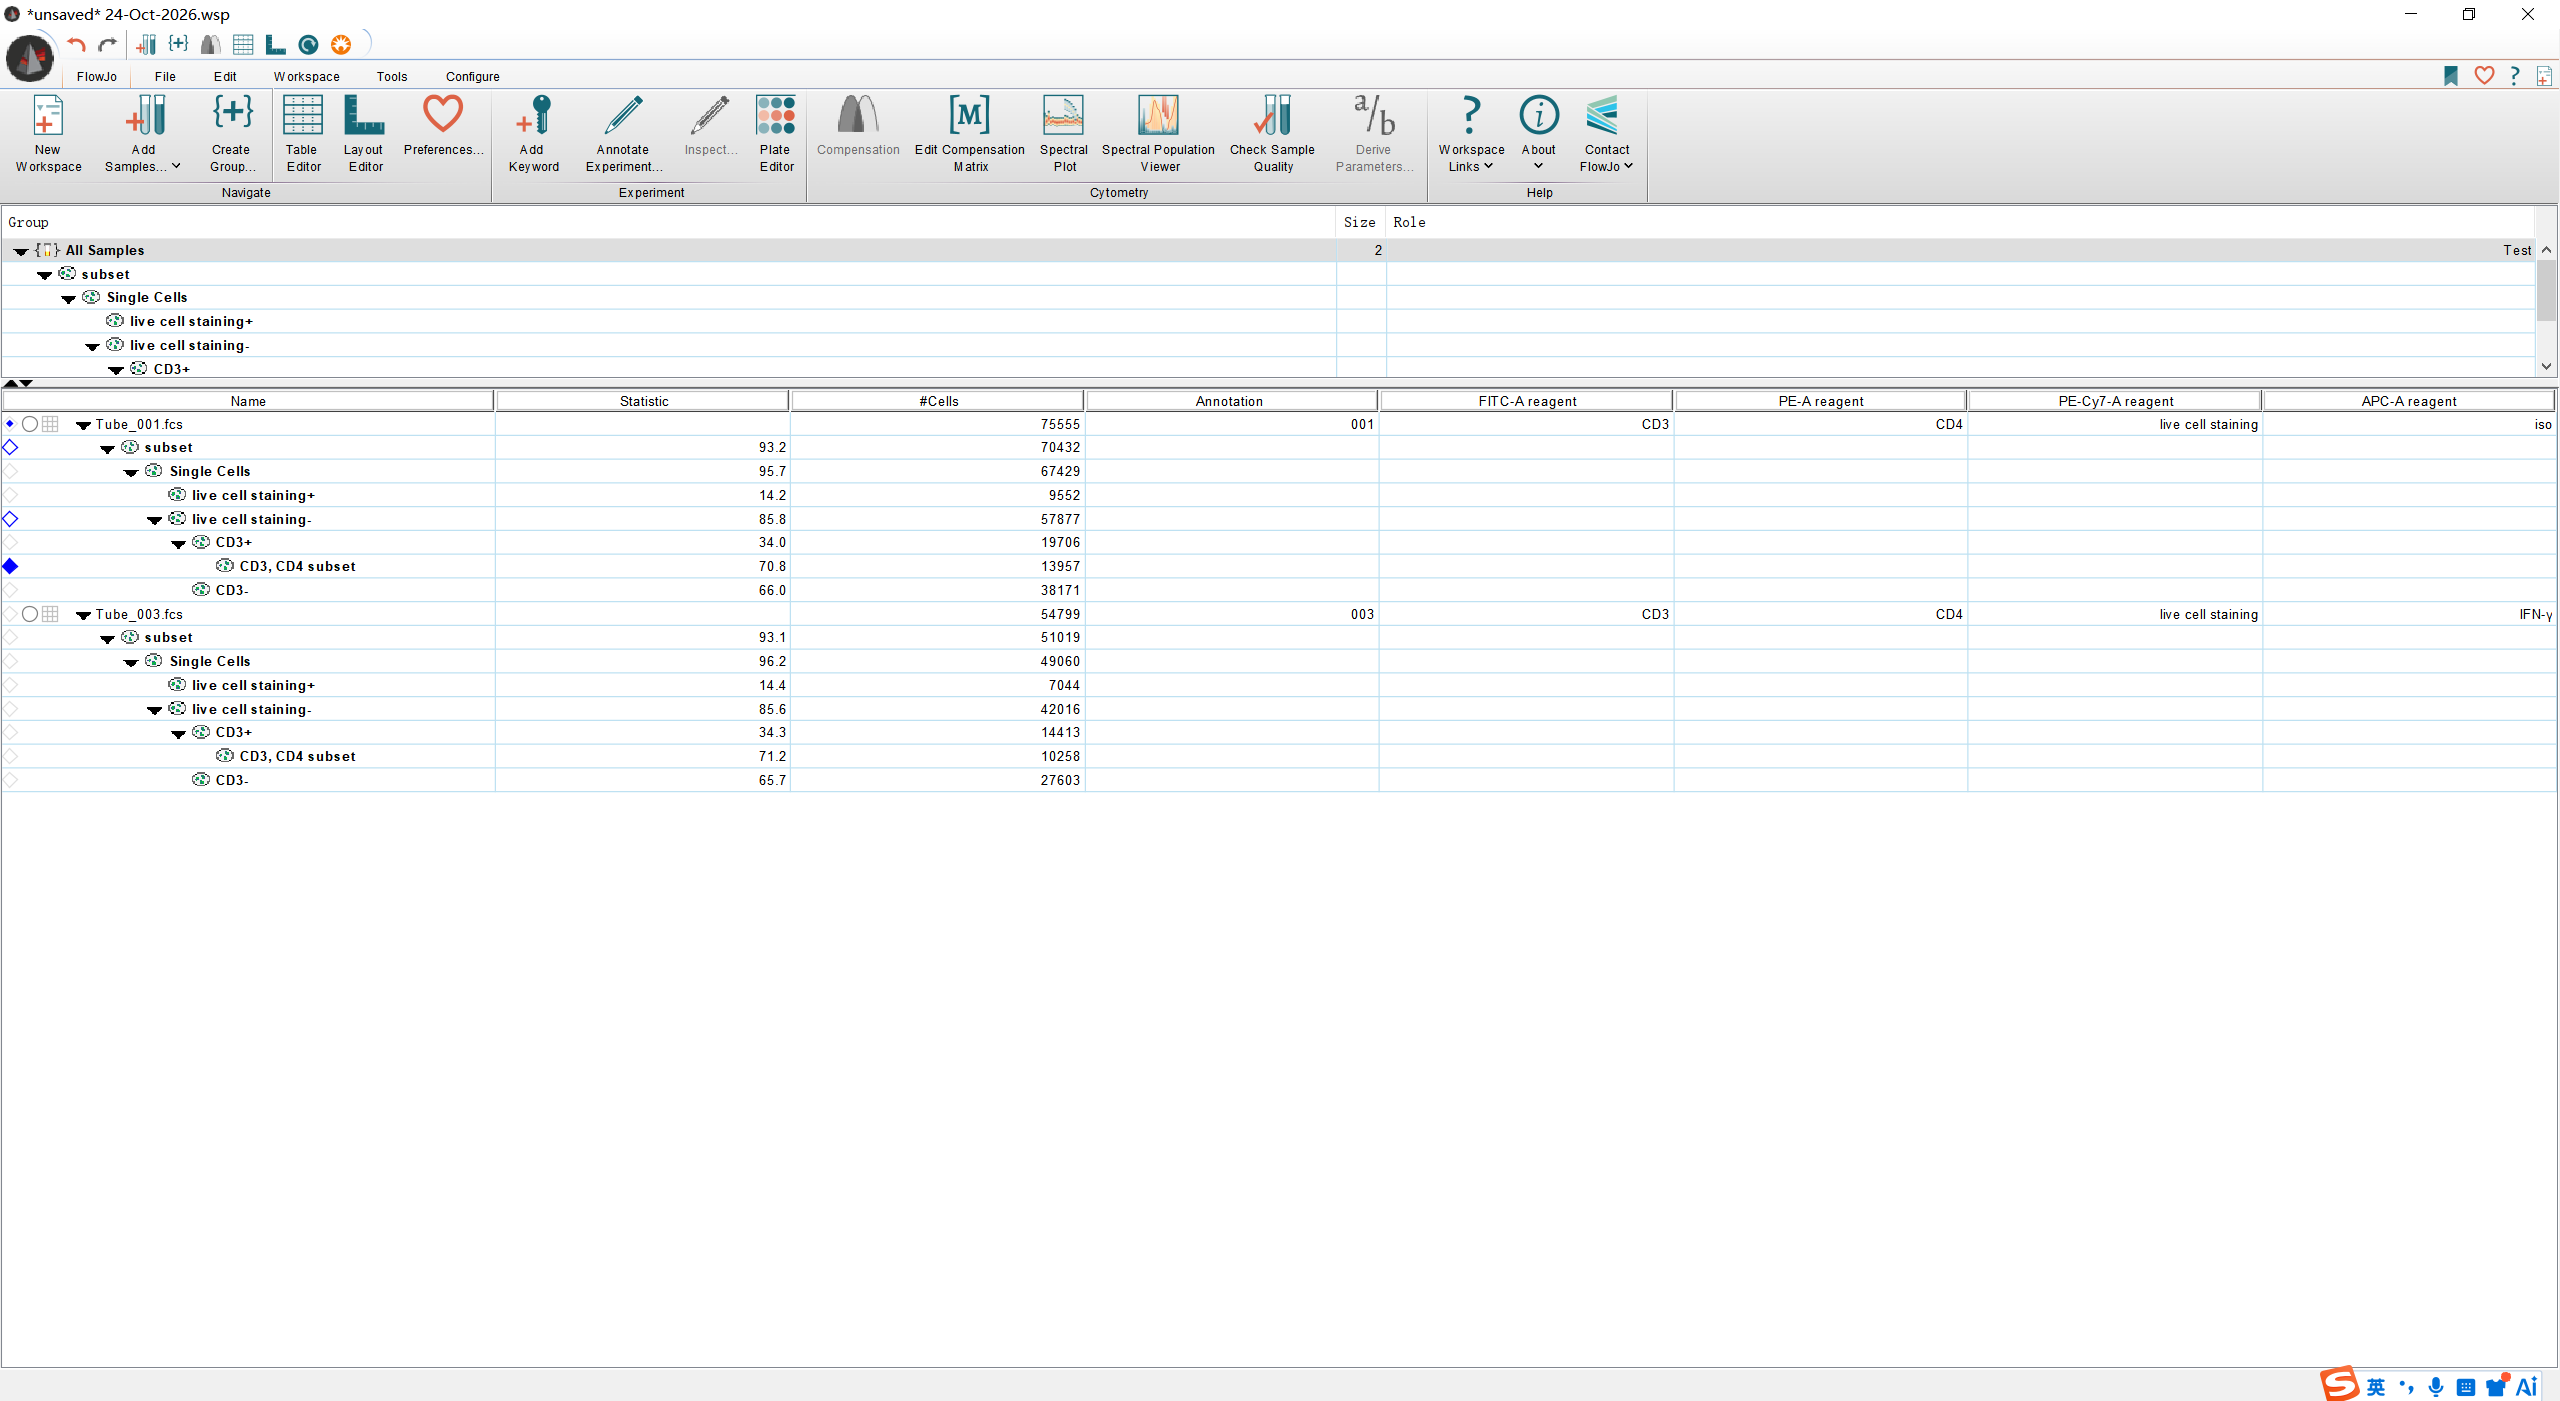 *unsaved* 24-Oct-2026.wsp
FlowJo File Edit Workspace Tools Configure
New Workspace
Add Samples...
Create Group...
Table Editor
Layout Editor
Preferences...
Add Keyword
Annotate Experiment...
Inspect...
Plate Editor
Compensation
Edit Compensation Matrix
Spectral Plot
Spectral Population Viewer
Check Sample Quality
a/b
Derive Parameters...
Workspace Links
About
Contact FlowJo
Navigate Experiment Cytometry Help
Group Size Role
All Samples 2 Test
subset
Single Cells
live cell staining+
live cell staining-
CD3+
Name Statistic #Cells Annotation FITC-A reagent PE-A reagent PE-Cy7-A reagent APC-A reagent
Tube_001.fcs 75555 001 CD3 CD4 live cell staining iso
subset 93.2 70432
Single Cells 95.7 67429
live cell staining+ 14.2 9552
live cell staining- 85.8 57877
CD3+ 34.0 19706
CD3, CD4 subset 70.8 13957
CD3- 66.0 38171
Tube_003.fcs 54799 003 CD3 CD4 live cell staining IFN-γ
subset 93.1 51019
Single Cells 96.2 49060
live cell staining+ 14.4 7044
live cell staining- 85.6 42016
CD3+ 34.3 14413
CD3, CD4 subset 71.2 10258
CD3- 65.7 27603
英 Ai